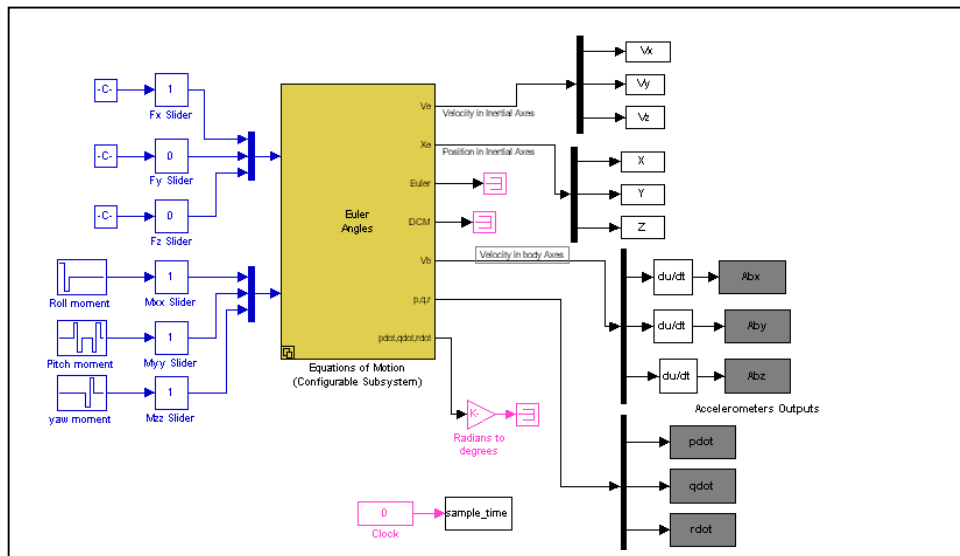 -C-
1
Fx Slider
-C-
0
Fy Slider
-C-
0
Fz Slider
Roll moment
1
Mxx Slider
Pitch moment
1
Myy Slider
yaw moment
1
Mzz Slider
Euler
Angles
Ve
Xe
Euler
DCM
Vb
p,q,r
pdot,qdot,rdot
Equations of Motion
(Configurable Subsystem)
Velocity in Inertial Axes
Position in Inertial Axes
Velocity in body Axes
Vx
Vy
Vz
X
Y
Z
du/dt
Abx
du/dt
Aby
du/dt
Abz
Accelerometers Outputs
K-
Radians to
degrees
pdot
qdot
rdot
0
Clock
sample_time